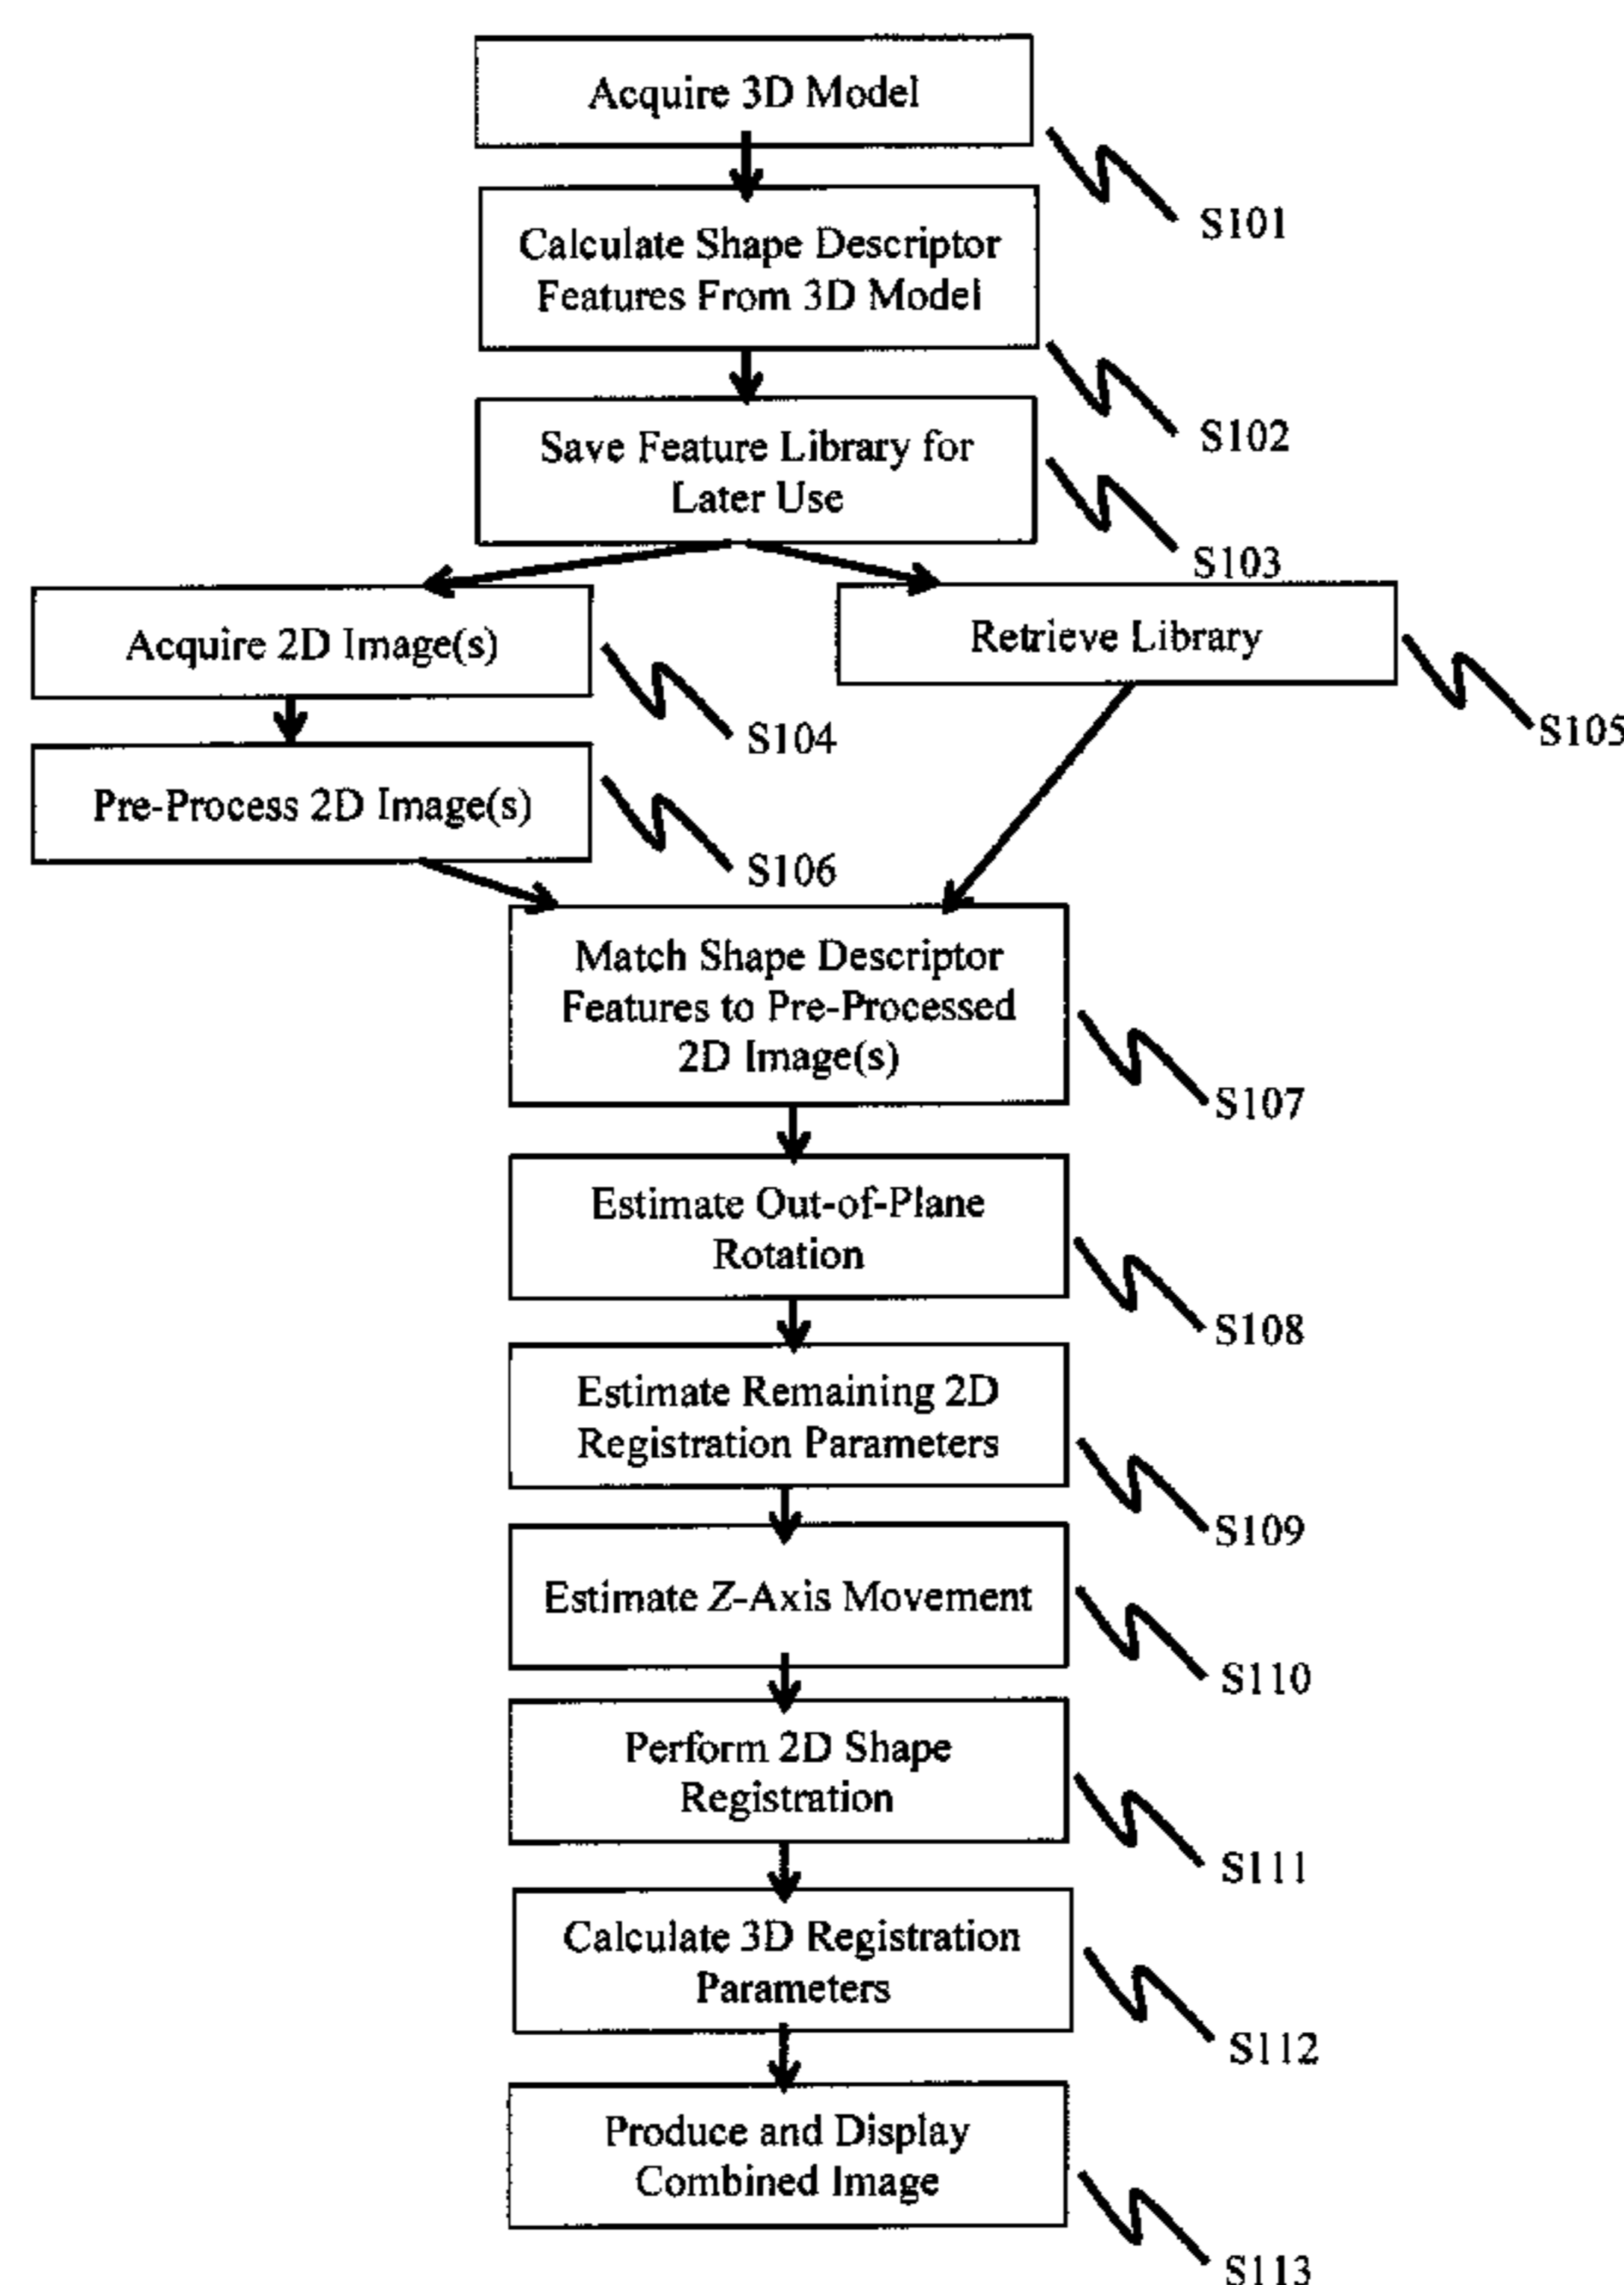 Acquire 3D Model
S101
Calculate Shape Descriptor
Features From 3D Model
S102
Save Feature Library for
Later Use
S103
Acquire 2D Image(s)
S104
Retrieve Library
S105
Pre-Process 2D Image(s)
S106
Match Shape Descriptor
Features to Pre-Processed
2D Image(s)
S107
Estimate Out-of-Plane
Rotation
S108
Estimate Remaining 2D
Registration Parameters
S109
Estimate Z-Axis Movement
S110
Perform 2D Shape
Registration
S111
Calculate 3D Registration
Parameters
S112
Produce and Display
Combined Image
S113